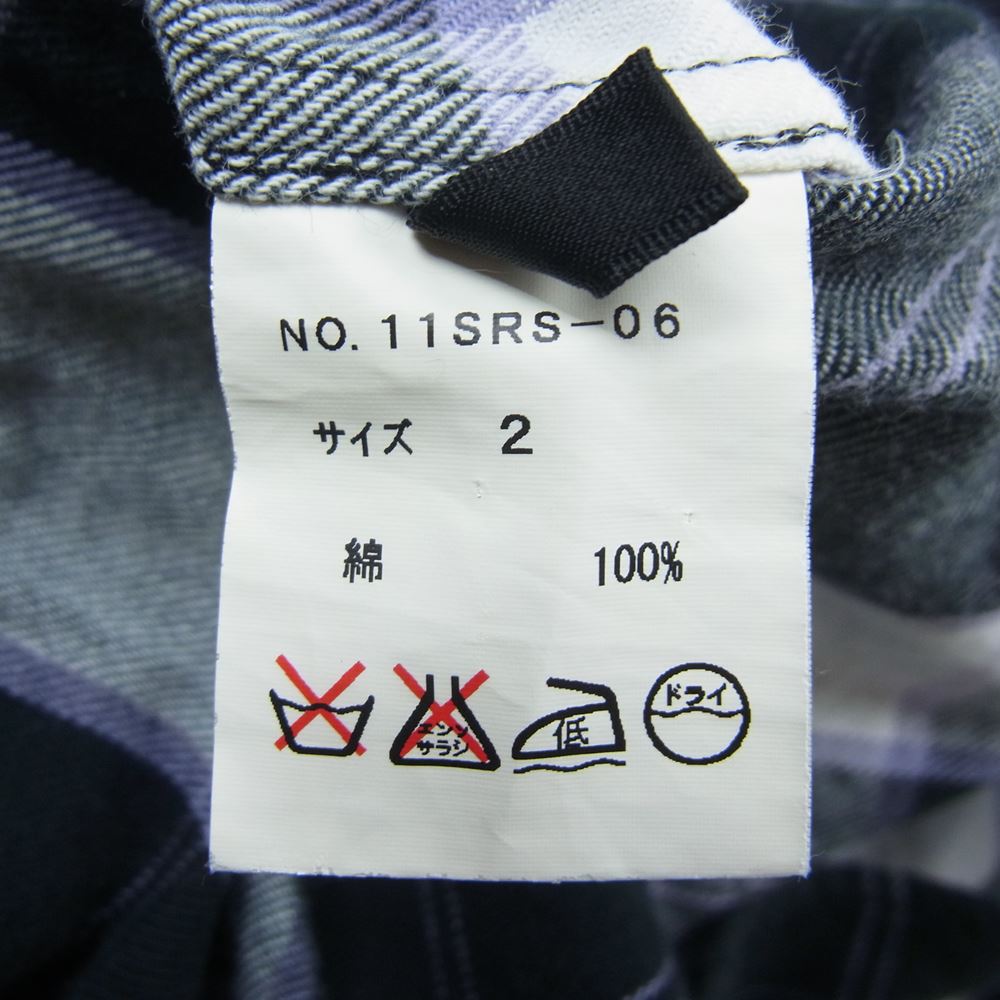 NO. 11SRS-06
サイズ 2
綿 100%
エンソ
サラシ
低
ドライ